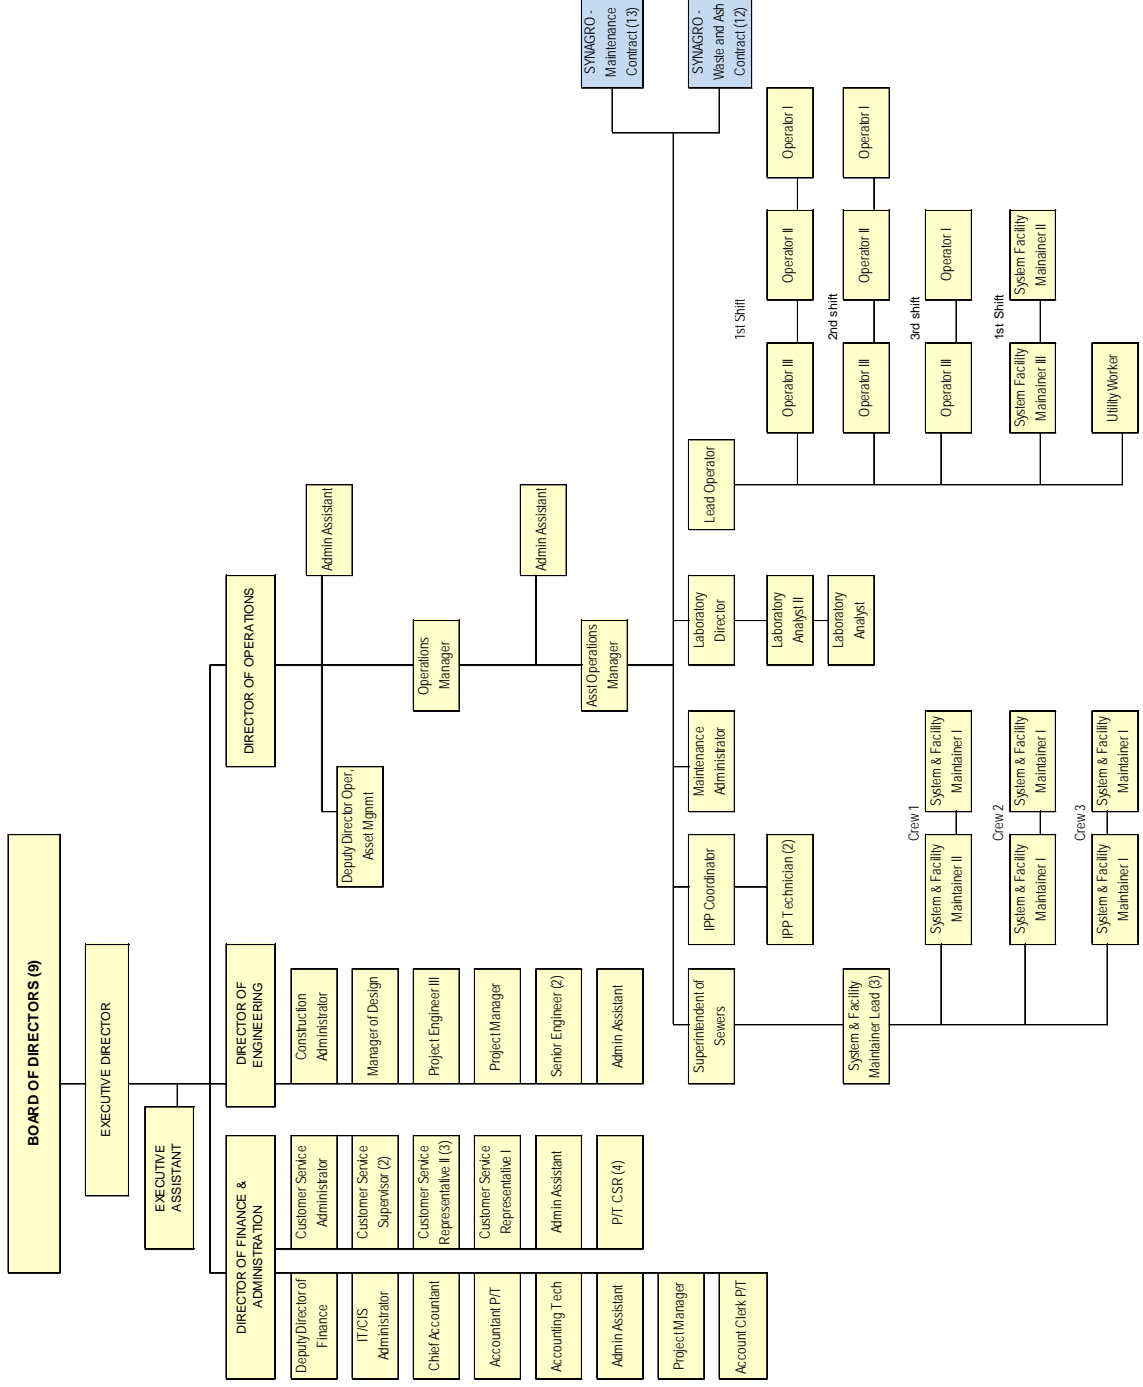 BOARD OF DIRECTORS (9)
EXECUTIVE DIRECTOR
EXECUTIVE
ASSISTANT
DIRECTOR OF FINANCE &
ADMINISTRATION
DIRECTOR OF
ENGINEERING
DIRECTOR OF OPERATIONS
Deputy Director of
Finance
IT/CIS
Administrator
Chief Accountant
Accountant P/T
Accounting Tech
Admin Assistant
Project Manager
Account Clerk P/T
Customer Service
Administrator
Customer Service
Supervisor (2)
Customer Service
Representative II (3)
Customer Service
Representative I
Admin Assistant
P/T CSR (4)
Construction
Administrator
Manager of Design
Project Engineer III
Project Manager
Senior Engineer (2)
Admin Assistant
Deputy Director Oper,
Asset Mgnmt
Admin Assistant
Operations
Manager
Admin Assistant
Asst Operations
Manager
SYNAGRO -
Maintenance
Contract (13)
SYNAGRO -
Waste and Ash
Contract (12)
Superintendent of
Sewers
IPP Coordinator
Maintenance
Administrator
Laboratory
Director
Lead Operator
IPP Technician (2)
Laboratory
Analyst II
Laboratory
Analyst
System & Facility
Maintainer Lead (3)
Crew 1
System & Facility
Maintainer II
System & Facility
Maintainer I
Crew 2
System & Facility
Maintainer I
System & Facility
Maintainer I
Crew 3
System & Facility
Maintainer I
System & Facility
Maintainer I
1st Shift
Operator III
Operator II
Operator I
2nd shift
Operator III
Operator II
Operator I
3rd shift
Operator III
Operator I
1st Shift
System Facility
Mainainer III
System Facility
Mainainer II
Utility Worker